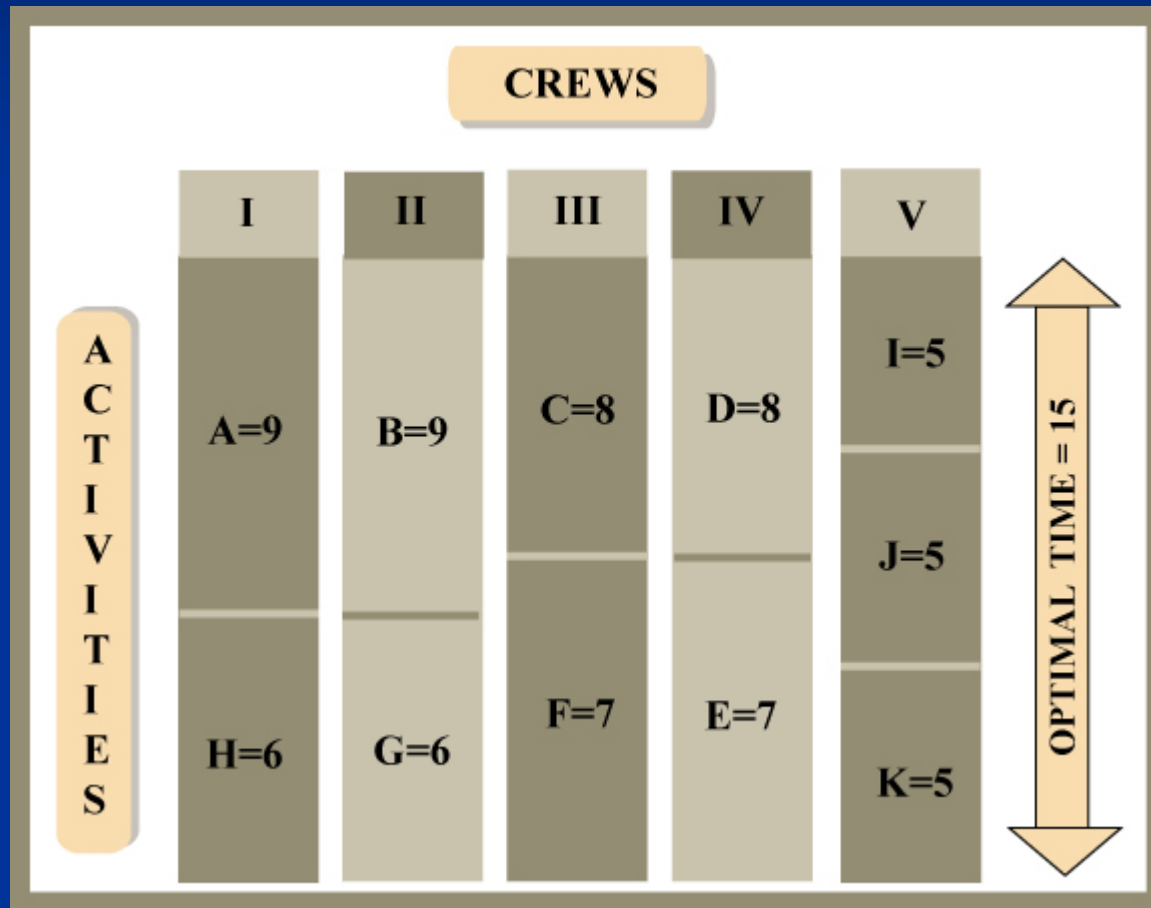 CREWS
I II III IV V
ACTIVITIES
A=9 B=9 C=8 D=8 I=5
J=5
H=6 G=6 F=7 E=7 K=5
OPTIMAL TIME = 15